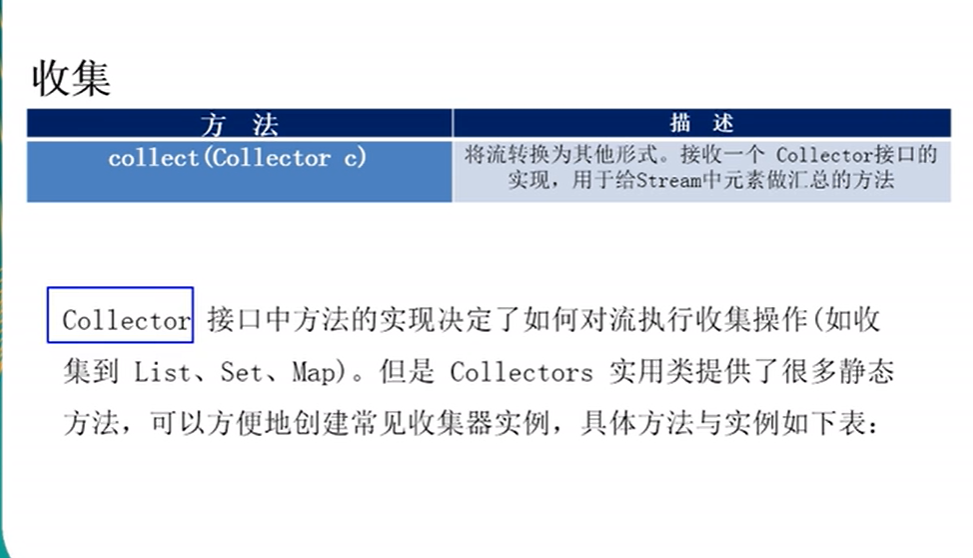 收集
方 法
描 述
collect(Collector c)
将流转换为其他形式。接收一个 Collector接口的
实现，用于给Stream中元素做汇总的方法
Collector 接口中方法的实现决定了如何对流执行收集操作(如收
集到 List、Set、Map)。但是 Collectors 实用类提供了很多静态
方法，可以方便地创建常见收集器实例，具体方法与实例如下表：